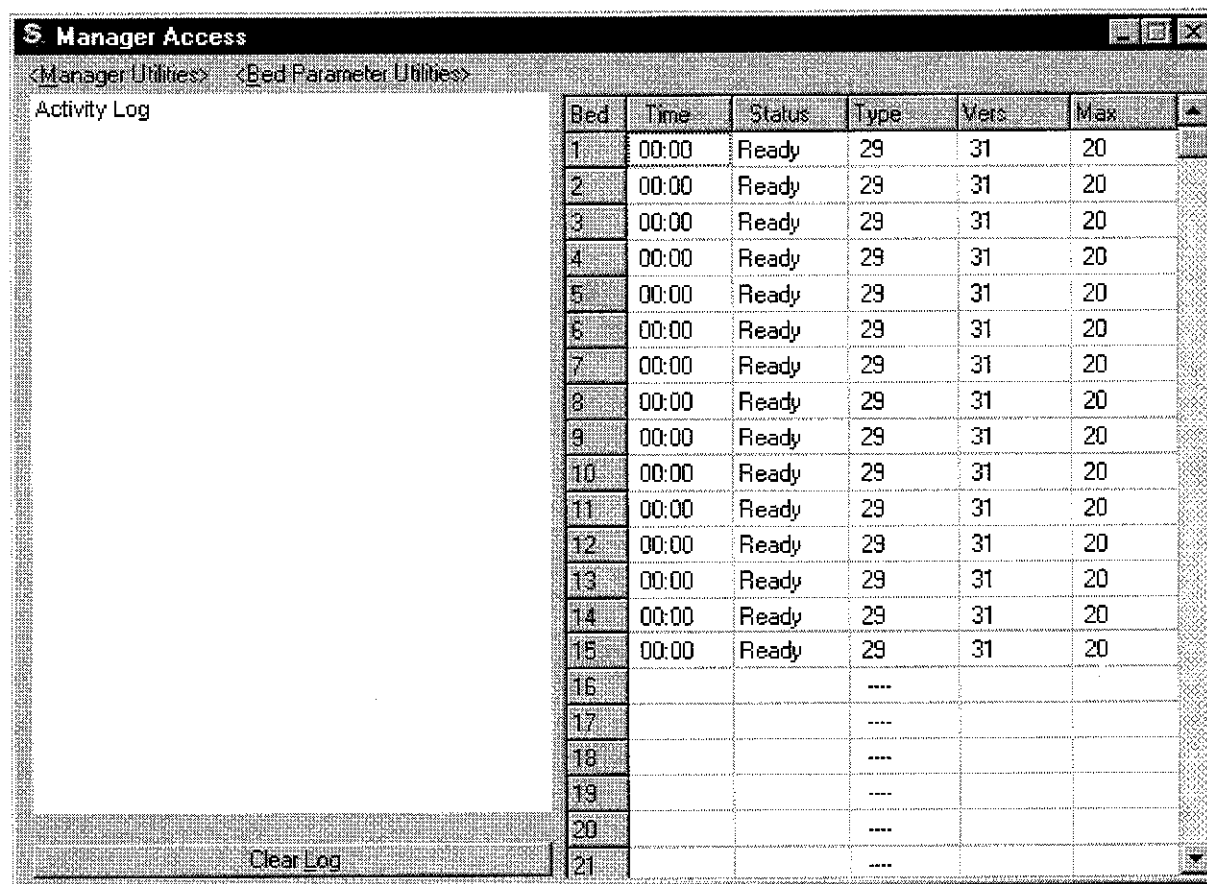 S. Manager Access
<Manager Utilities> <Bed Parameter Utilities>
Activity Log
Bed Time Status Type Vers Max
1 00:00 Ready 29 31 20
2 00:00 Ready 29 31 20
3 00:00 Ready 29 31 20
4 00:00 Ready 29 31 20
5 00:00 Ready 29 31 20
6 00:00 Ready 29 31 20
7 00:00 Ready 29 31 20
8 00:00 Ready 29 31 20
9 00:00 Ready 29 31 20
10 00:00 Ready 29 31 20
11 00:00 Ready 29 31 20
12 00:00 Ready 29 31 20
13 00:00 Ready 29 31 20
14 00:00 Ready 29 31 20
15 00:00 Ready 29 31 20
16 ----
17 ----
18 ----
19 ----
20 ----
21 ----
Clear Log